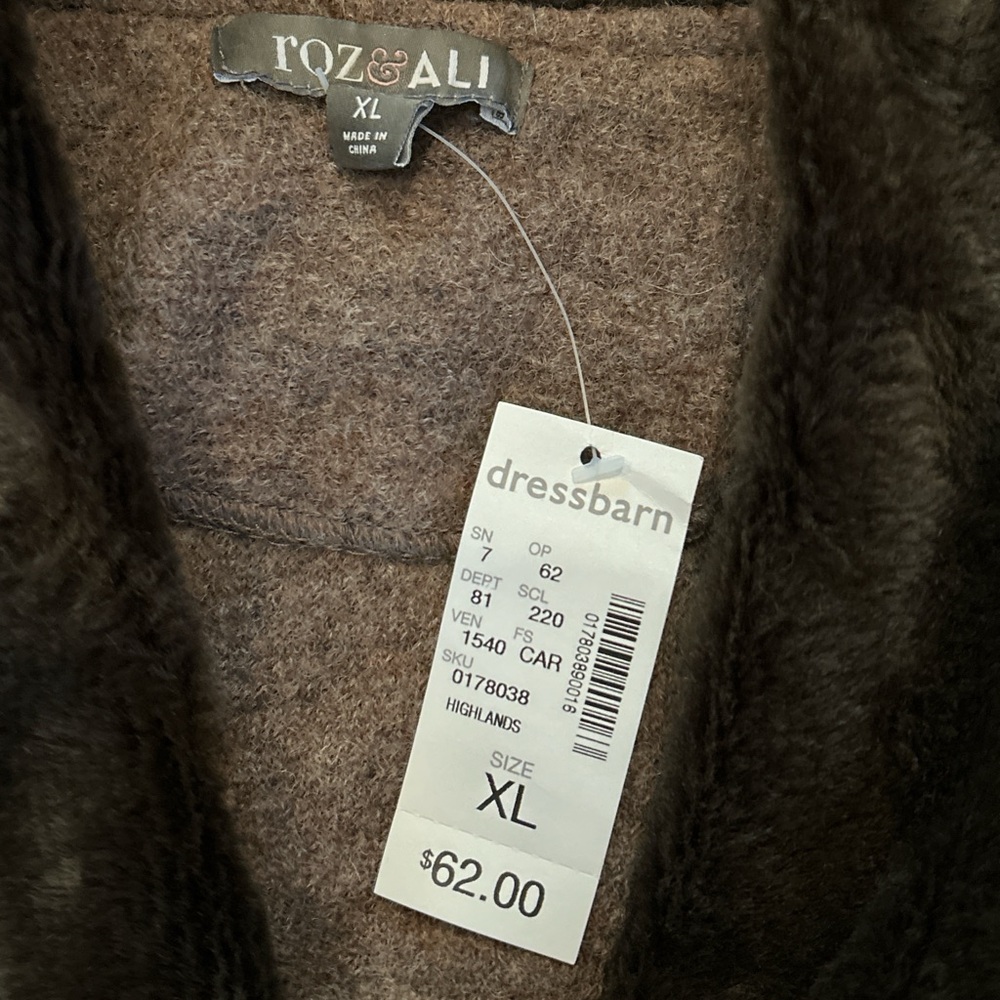 roz&ALI
XL
MADE IN
CHINA
dressbarn
SN OP
7 62
DEPT SCL
81 220
VEN FS
1540 CAR
SKU
0178038
HIGHLANDS
017803890016
SIZE
XL
$62.00